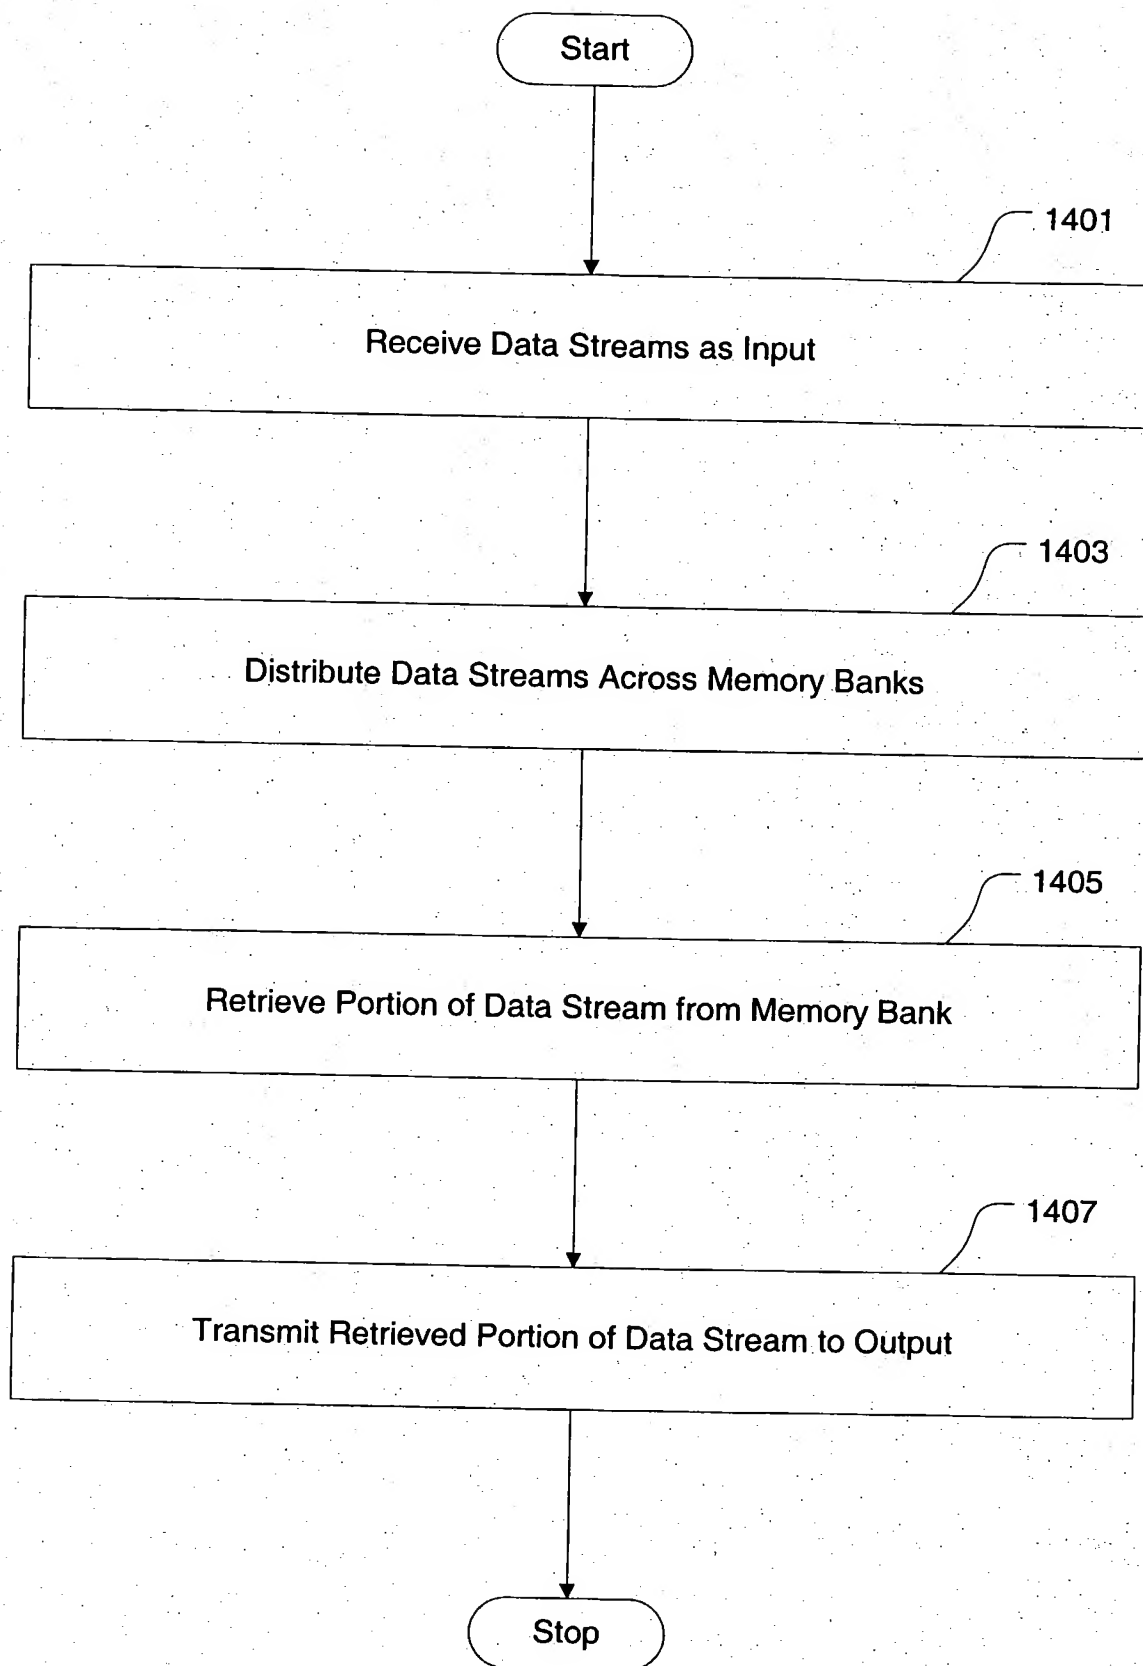 Start
1401
Receive Data Streams as Input
1403
Distribute Data Streams Across Memory Banks
1405
Retrieve Portion of Data Stream from Memory Bank
1407
Transmit Retrieved Portion of Data Stream to Output
Stop